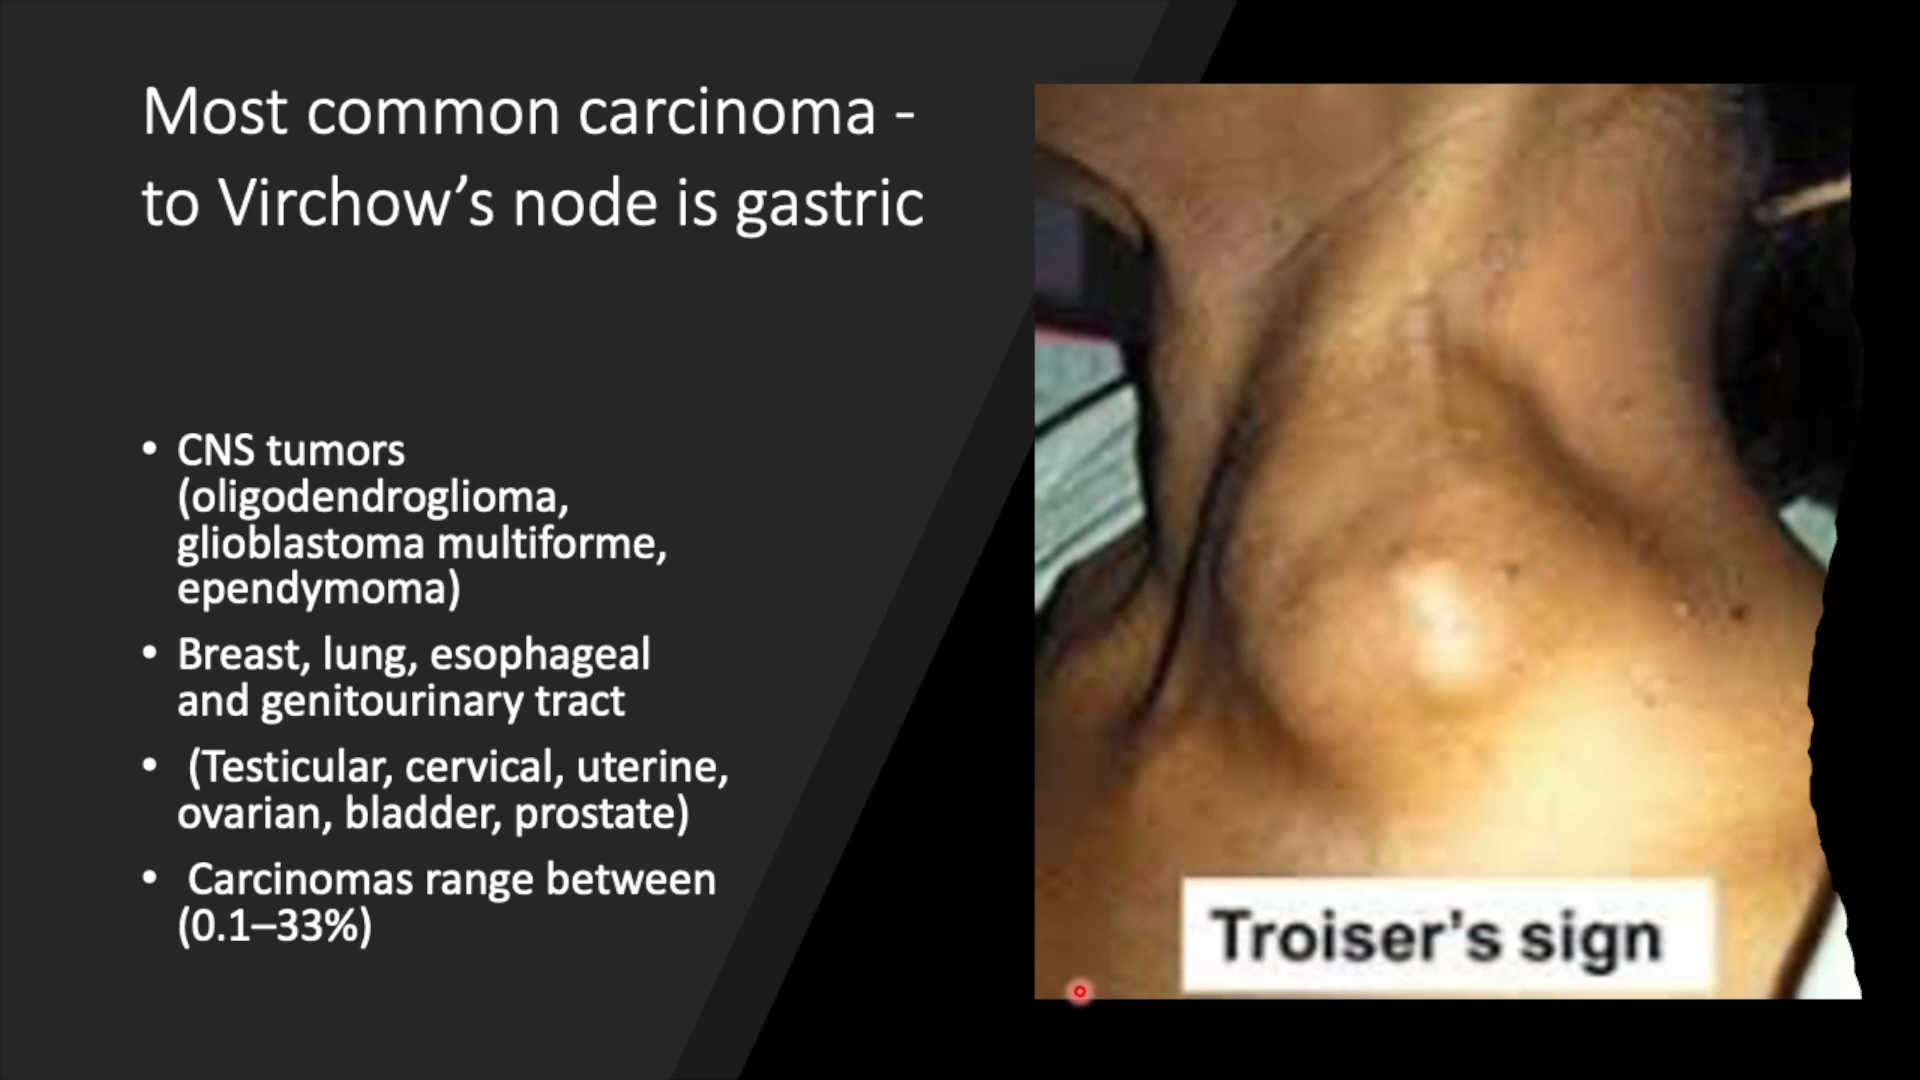 Most common carcinoma -
to Virchow’s node is gastric
• CNS tumors
(oligodendroglioma,
glioblastoma multiforme,
ependymoma)
• Breast, lung, esophageal
and genitourinary tract
• (Testicular, cervical, uterine,
ovarian, bladder, prostate)
• Carcinomas range between
(0.1–33%)
Troiser's sign